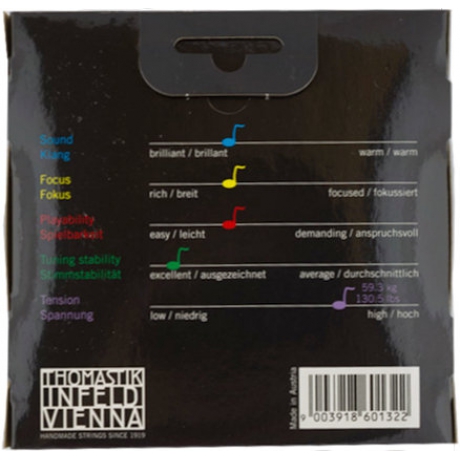 Sound
Klang
brilliant / brillant warm / warm
Focus
Fokus
rich / breit focused / fokussiert
Playability
Spielbarkeit
easy / leicht demanding / anspruchsvoll
Tuning stability
Stimmstabilität
excellent / ausgezeichnet average / durchschnittlich
Tension
Spannung
59.3 kg
130.5 lbs
low / niedrig high / hoch
THOMASTIK
INFELD
VIENNA
HANDMADE STRINGS SINCE 1919
Made in Austria
9 003918 601322